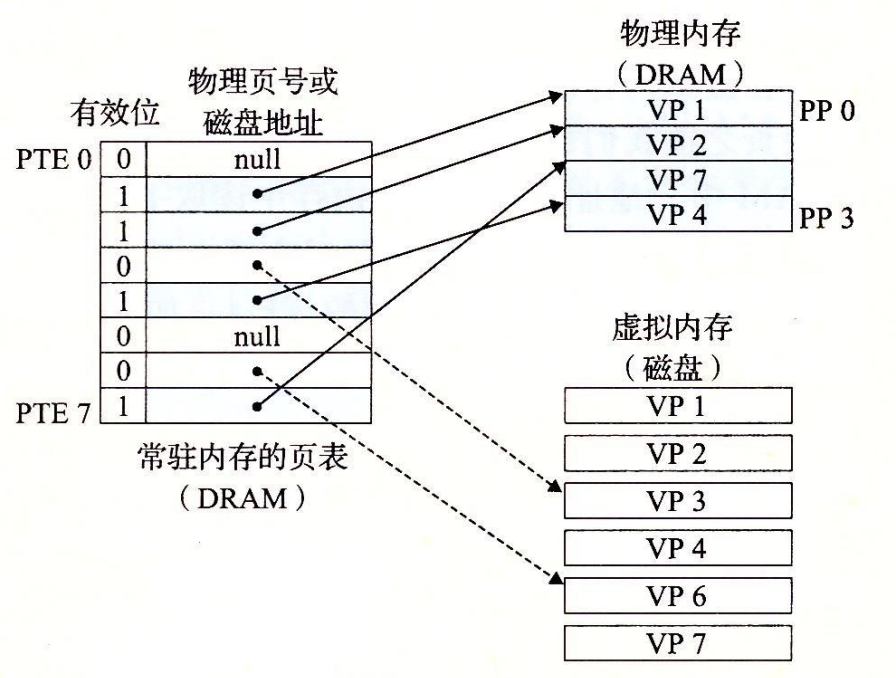 物理内存
（DRAM）
物理页号或
磁盘地址
有效位
VP 1
PP 0
VP 2
VP 7
VP 4
PP 3
PTE 0
0
null
1
1
0
1
0
null
0
PTE 7
1
常驻内存的页表
（DRAM）
虚拟内存
（磁盘）
VP 1
VP 2
VP 3
VP 4
VP 6
VP 7